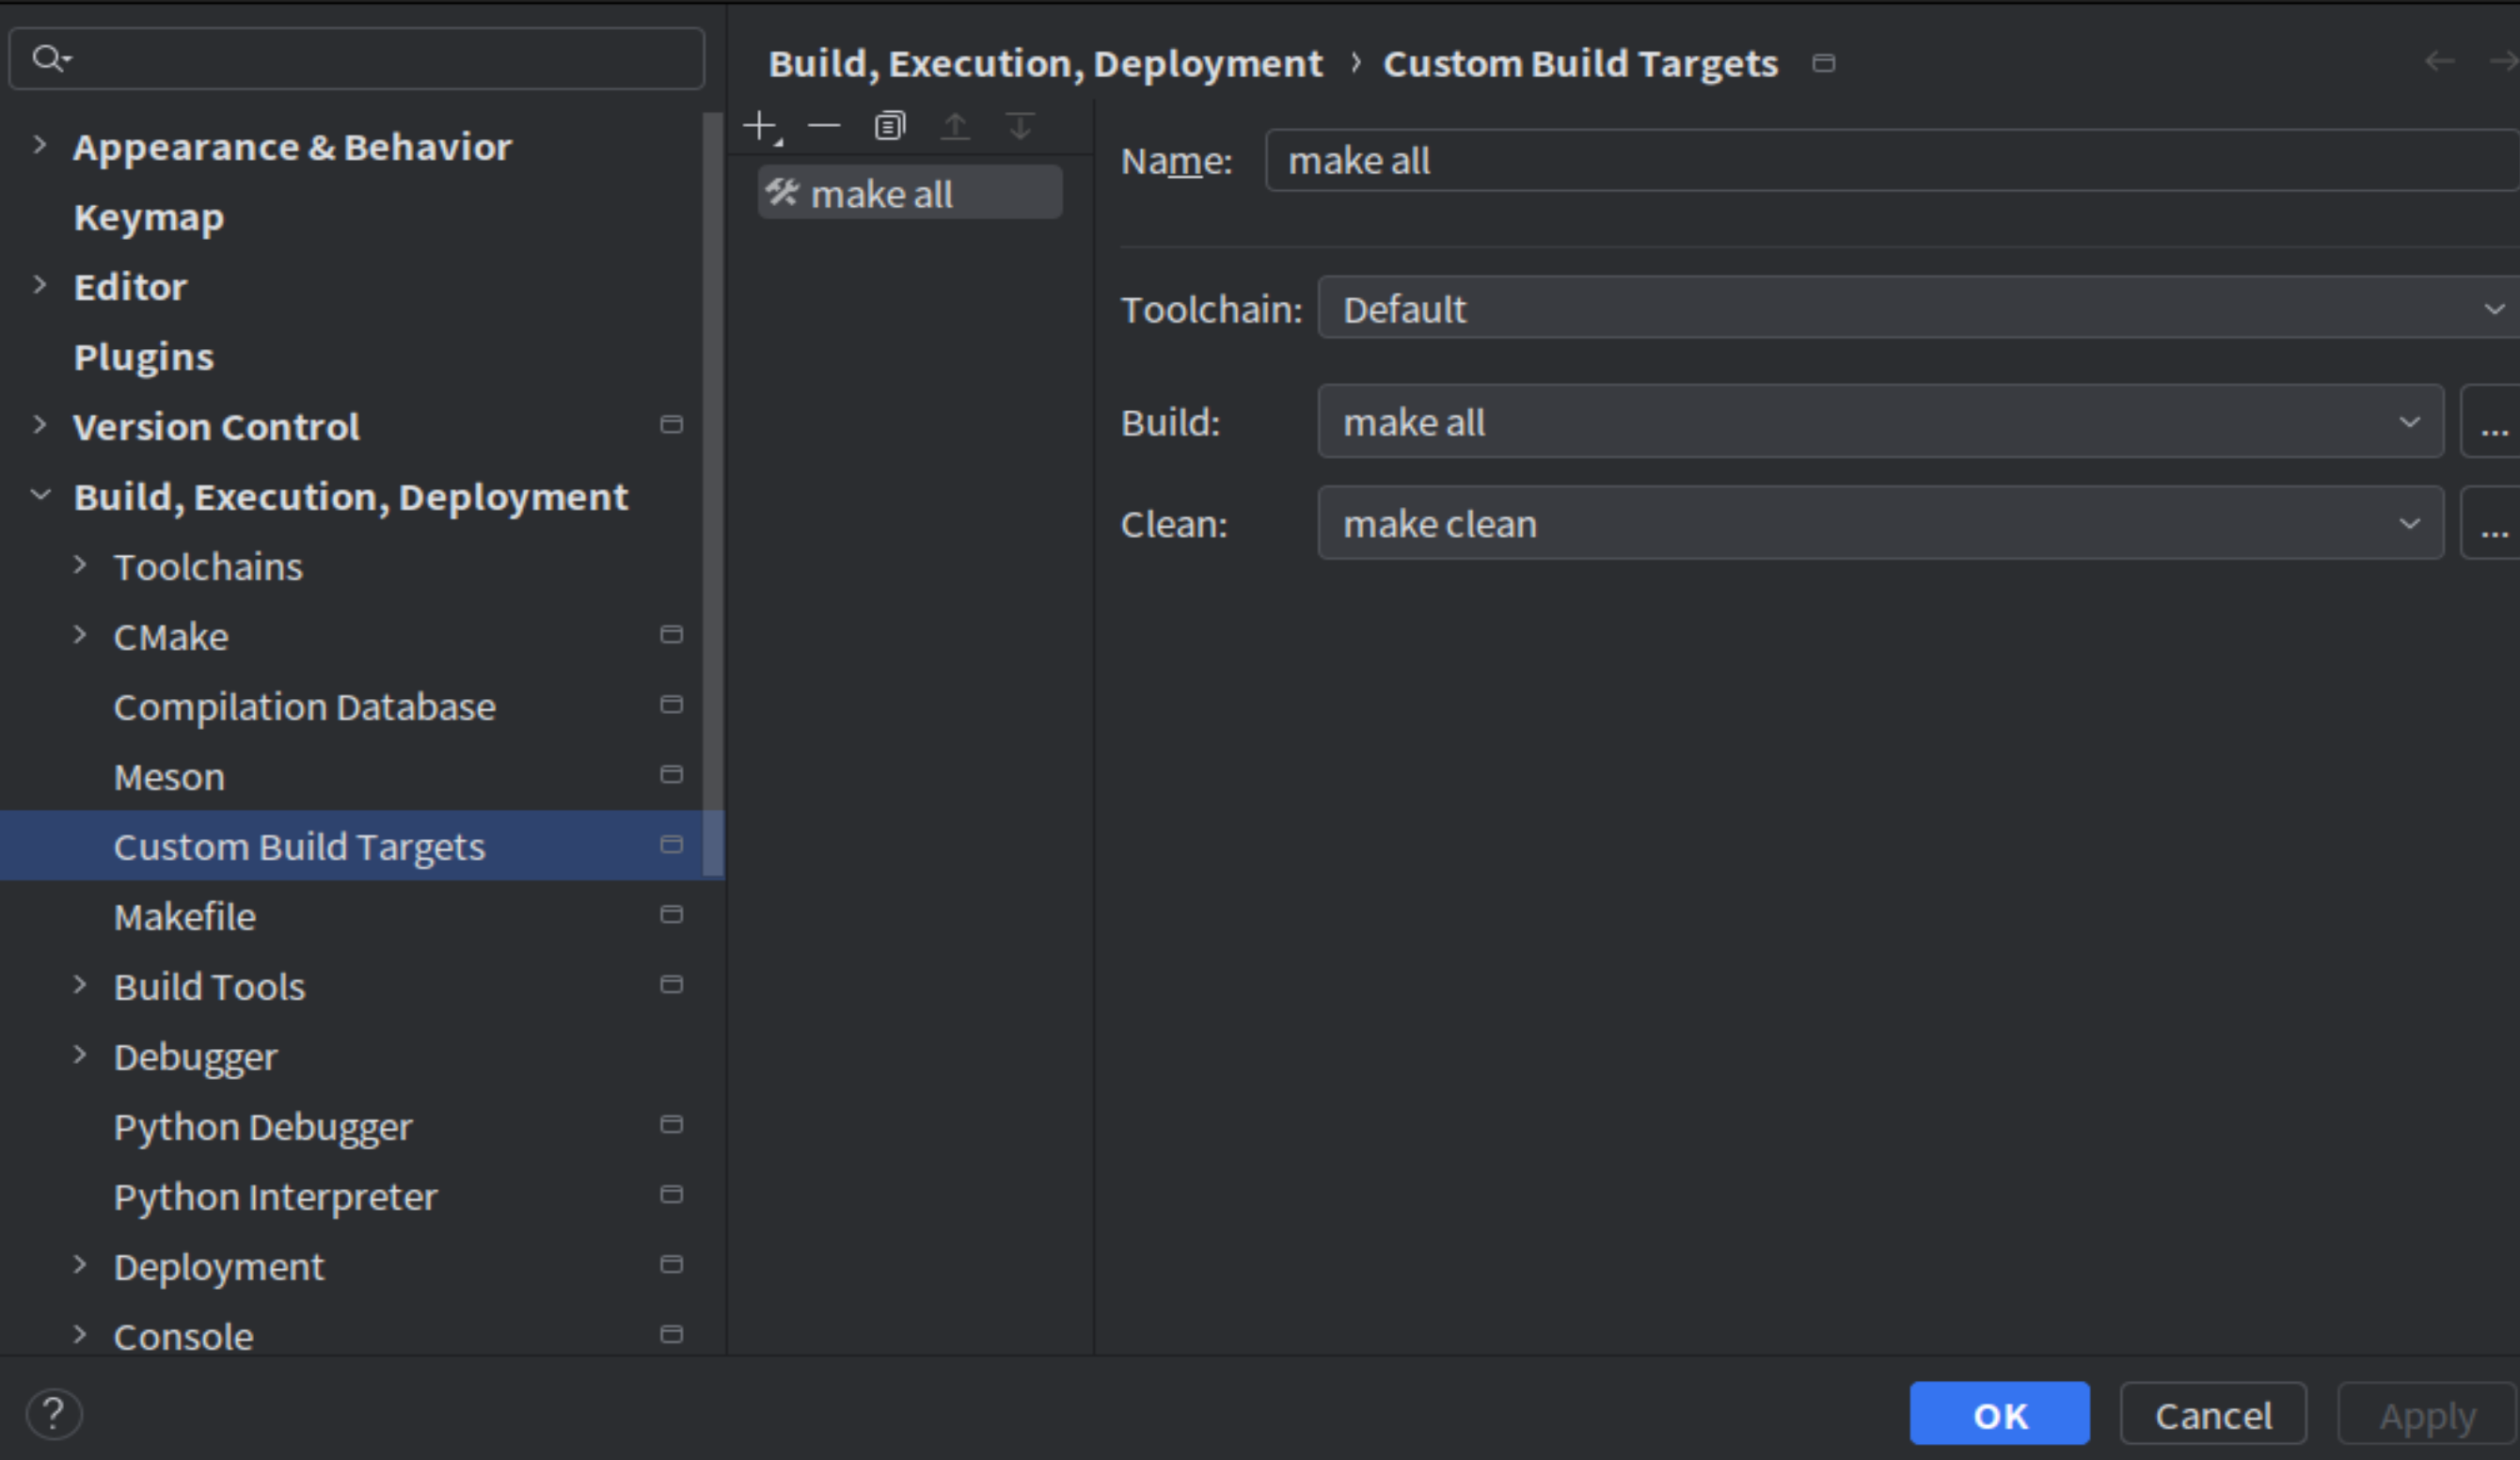 Appearance & Behavior
Keymap
Editor
Plugins
Version Control
Build, Execution, Deployment
Toolchains
CMake
Compilation Database
Meson
Custom Build Targets
Makefile
Build Tools
Debugger
Python Debugger
Python Interpreter
Deployment
Console
Build, Execution, Deployment › Custom Build Targets
make all
Name: make all
Toolchain: Default
Build: make all ...
Clean: make clean ...
? OK Cancel Apply